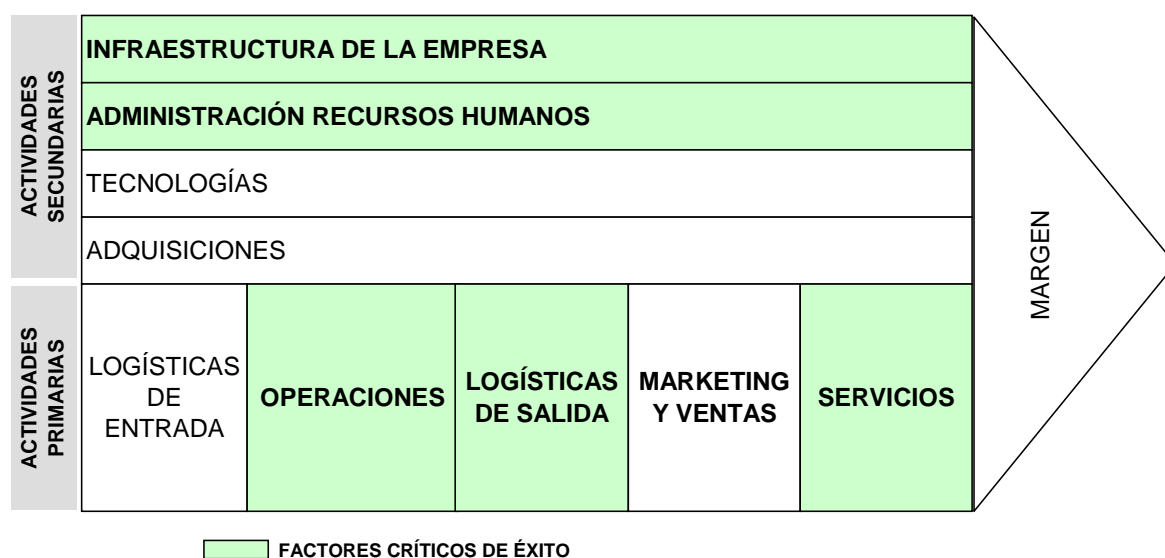 ACTIVIDADES
SECUNDARIAS
INFRAESTRUCTURA DE LA EMPRESA
ADMINISTRACIÓN RECURSOS HUMANOS
TECNOLOGÍAS
ADQUISICIONES
ACTIVIDADES
PRIMARIAS
LOGÍSTICAS
DE
ENTRADA
OPERACIONES
LOGÍSTICAS
DE SALIDA
MARKETING
Y VENTAS
SERVICIOS
MARGEN
FACTORES CRÍTICOS DE ÉXITO